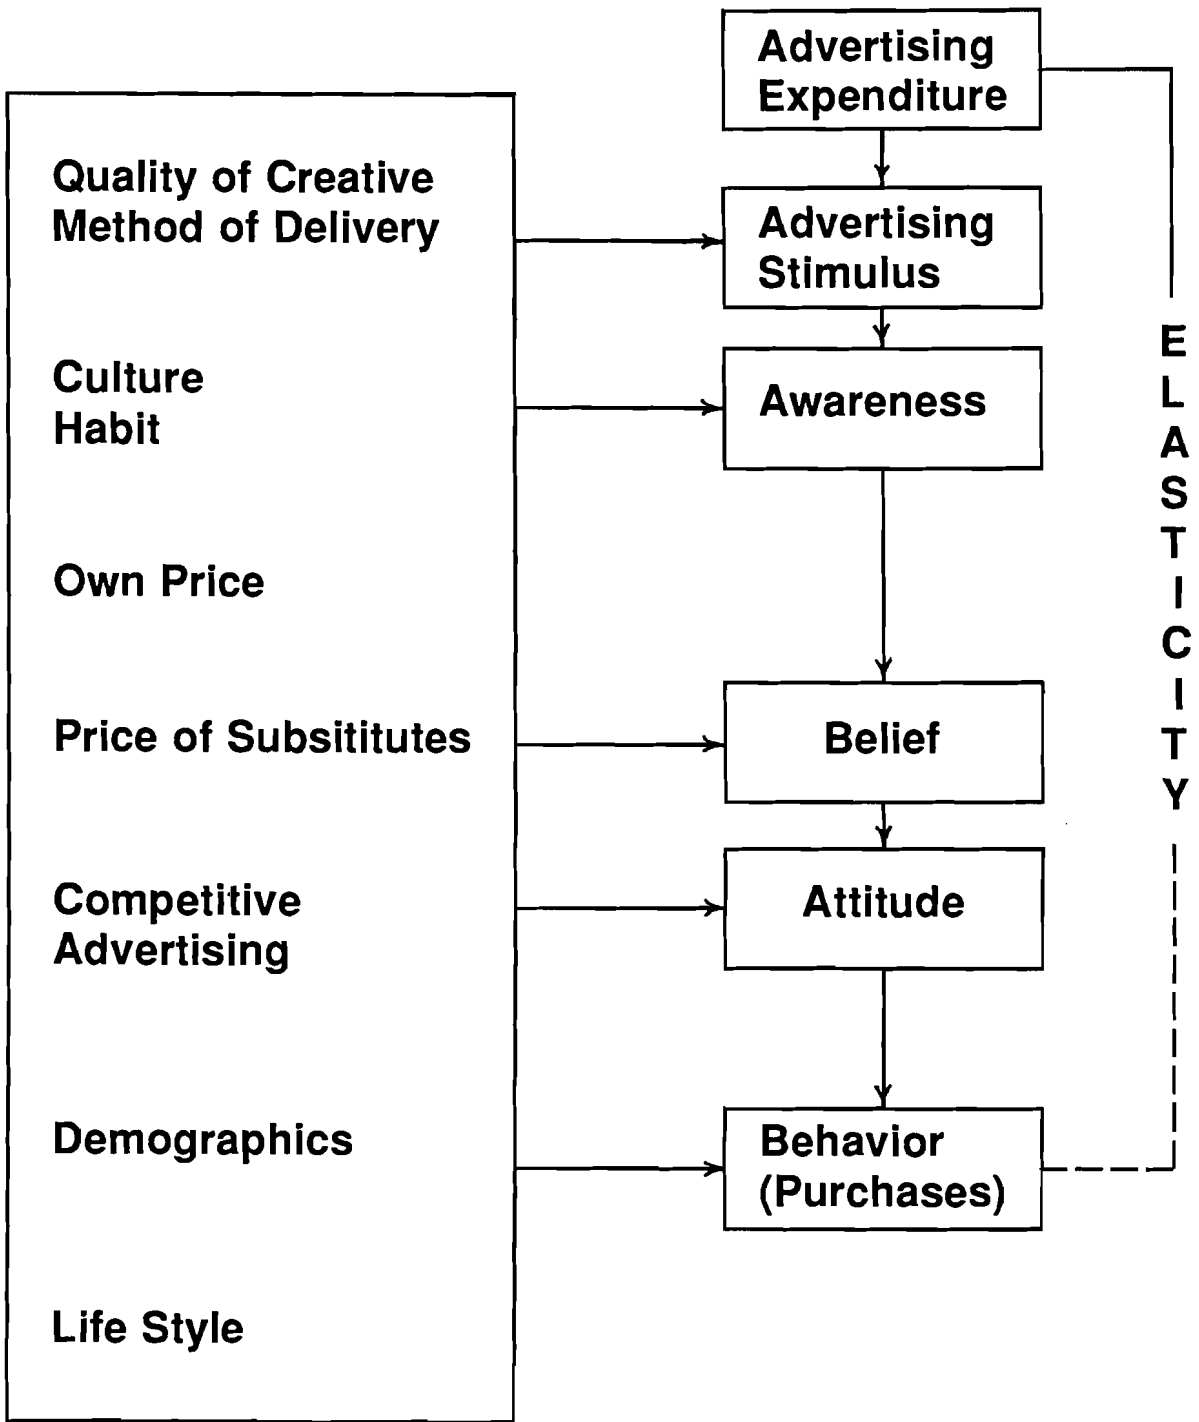 Advertising
Expenditure
Quality of Creative
Method of Delivery
Advertising
Stimulus
Culture
Habit
Awareness
Own Price
Price of Subsititutes
Belief
Competitive
Advertising
Attitude
Demographics
Behavior
(Purchases)
Life Style
ELASTICITY